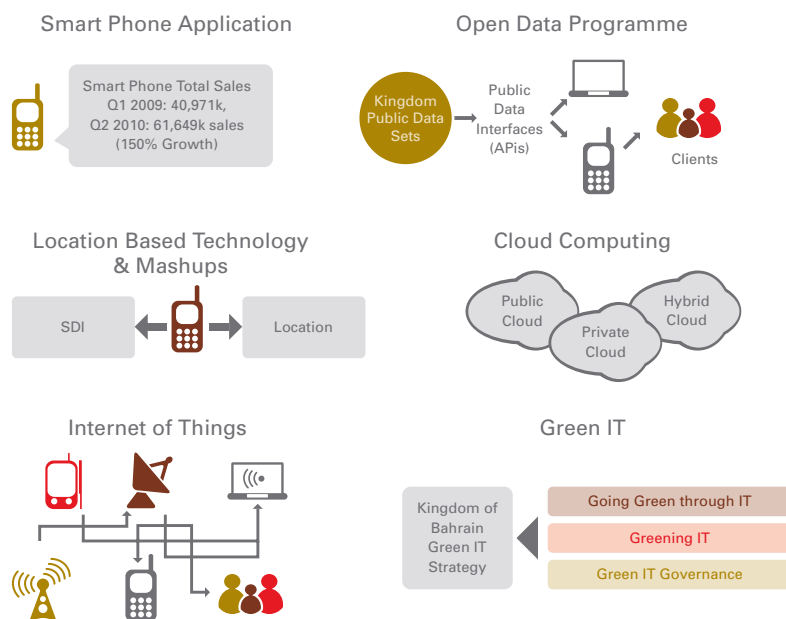 Smart Phone Application
Smart Phone Total Sales
Q1 2009: 40,971k,
Q2 2010: 61,649k sales
(150% Growth)
Open Data Programme
Kingdom
Public Data
Sets
Public
Data
Interfaces
(APis)
Clients
Location Based Technology
& Mashups
SDI
Location
Cloud Computing
Public
Cloud
Private
Cloud
Hybrid
Cloud
Internet of Things
Green IT
Kingdom of
Bahrain
Green IT
Strategy
Going Green through IT
Greening IT
Green IT Governance